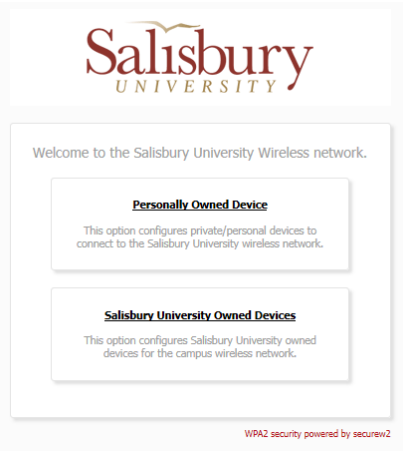 Salisbury
UNIVERSITY
Welcome to the Salisbury University Wireless network.
Personally Owned Device
This option configures private/personal devices to
connect to the Salisbury University wireless network.
Salisbury University Owned Devices
This option configures Salisbury University owned
devices for the campus wireless network.
WPA2 security powered by securew2